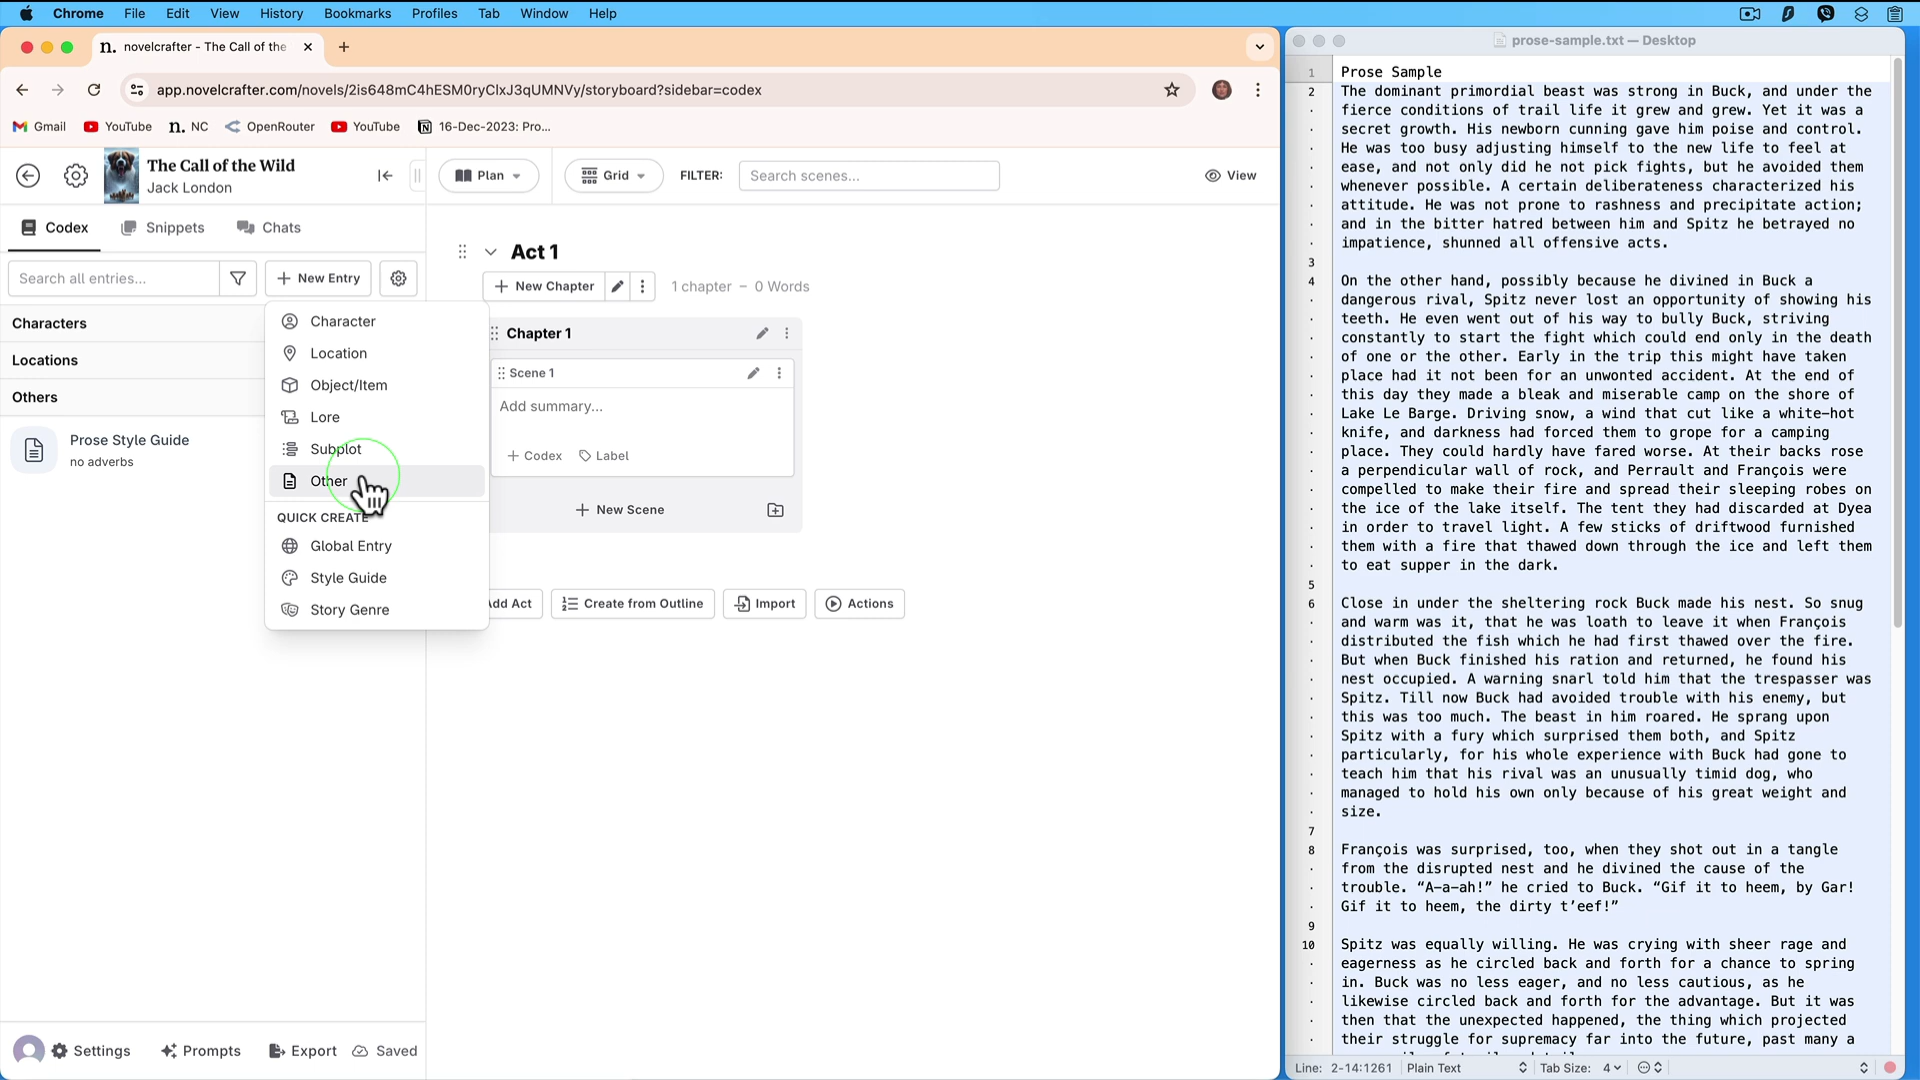 Chrome File Edit View History Bookmarks Profiles Tab Window Help
n. novelcrafter - The Call of the
app.novelcrafter.com/novels/2is648mC4hESM0ryClxJ3qUMNVy/storyboard?sidebar=codex
Gmail YouTube n. NC OpenRouter YouTube 16-Dec-2023: Pro...
The Call of the Wild
Jack London
Plan Grid FILTER: Search scenes... View
Codex Snippets Chats
Search all entries... + New Entry
Characters
Locations
Others
Prose Style Guide
no adverbs
Character
Location
Object/Item
Lore
Subplot
Other
QUICK CREATE
Global Entry
Style Guide
Story Genre
Act 1
+ New Chapter 1 chapter – 0 Words
Chapter 1
Scene 1
Add summary...
+ Codex Label
+ New Scene
dd Act Create from Outline Import Actions
Settings Prompts Export Saved
prose-sample.txt — Desktop
1 Prose Sample
2 The dominant primordial beast was strong in Buck, and under the
fierce conditions of trail life it grew and grew. Yet it was a
secret growth. His newborn cunning gave him poise and control.
He was too busy adjusting himself to the new life to feel at
ease, and not only did he not pick fights, but he avoided them
whenever possible. A certain deliberateness characterized his
attitude. He was not prone to rashness and precipitate action;
and in the bitter hatred between him and Spitz he betrayed no
impatience, shunned all offensive acts.
3
4 On the other hand, possibly because he divined in Buck a
dangerous rival, Spitz never lost an opportunity of showing his
teeth. He even went out of his way to bully Buck, striving
constantly to start the fight which could end only in the death
of one or the other. Early in the trip this might have taken
place had it not been for an unwonted accident. At the end of
this day they made a bleak and miserable camp on the shore of
Lake Le Barge. Driving snow, a wind that cut like a white-hot
knife, and darkness had forced them to grope for a camping
place. They could hardly have fared worse. At their backs rose
a perpendicular wall of rock, and Perrault and François were
compelled to make their fire and spread their sleeping robes on
the ice of the lake itself. The tent they had discarded at Dyea
in order to travel light. A few sticks of driftwood furnished
them with a fire that thawed down through the ice and left them
to eat supper in the dark.
5
6 Close in under the sheltering rock Buck made his nest. So snug
and warm was it, that he was loath to leave it when François
distributed the fish which he had first thawed over the fire.
But when Buck finished his ration and returned, he found his
nest occupied. A warning snarl told him that the trespasser was
Spitz. Till now Buck had avoided trouble with his enemy, but
this was too much. The beast in him roared. He sprang upon
Spitz with a fury which surprised them both, and Spitz
particularly, for his whole experience with Buck had gone to
teach him that his rival was an unusually timid dog, who
managed to hold his own only because of his great weight and
size.
7
8 François was surprised, too, when they shot out in a tangle
from the disrupted nest and he divined the cause of the
trouble. “A-a-ah!” he cried to Buck. “Gif it to heem, by Gar!
Gif it to heem, the dirty t’eef!”
9
10 Spitz was equally willing. He was crying with sheer rage and
eagerness as he circled back and forth for a chance to spring
in. Buck was no less eager, and no less cautious, as he
likewise circled back and forth for the advantage. But it was
then that the unexpected happened, the thing which projected
their struggle for supremacy far into the future, past many a
Line: 2-14:1261 Plain Text Tab Size: 4